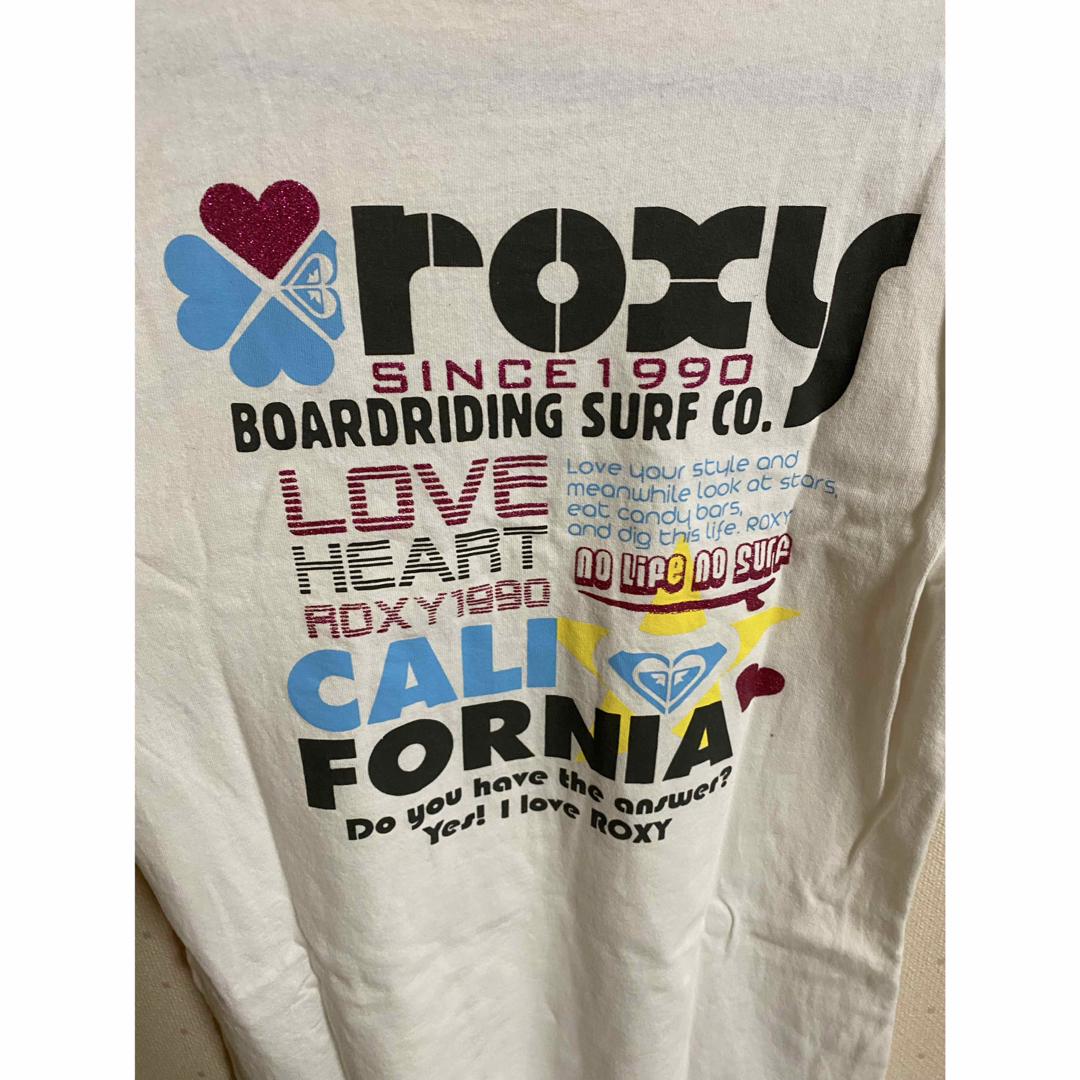 roxy
SINCE1990
BOARDRIDING SURF CO.
LOVE
HEART
ROXY1990
Love your style and
meanwhile look at stars,
eat candy bars,
and dig this life. ROXY
no Life no surf
CALI
FORNIA
Do you have the answer?
Yes! I love ROXY